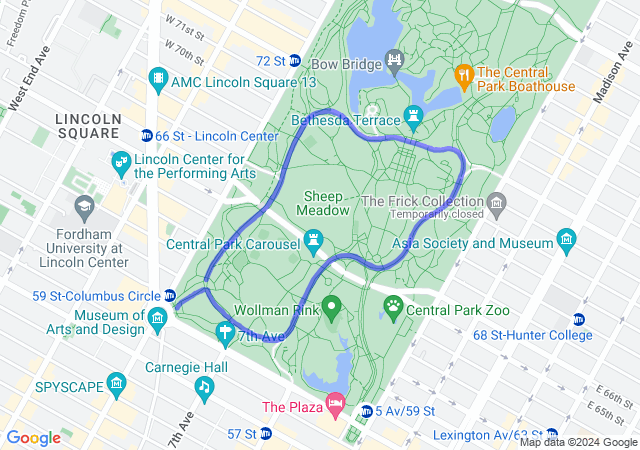 Freedom Pl
West End Ave
W 71st St
W 70th St
72 St
Bow Bridge
Madison Ave
AMC Lincoln Square 13
The Central
Park Boathouse
LINCOLN
SQUARE
Bethesda Terrace
66 St - Lincoln Center
Lincoln Center for
the Performing Arts
Sheep
Meadow
The Frick Collection
Temporarily closed
Fordham
University at
Lincoln Center
Central Park Carousel
Asia Society and Museum
59 St-Columbus Circle
Wollman Rink
Central Park Zoo
Museum of
Arts and Design
7th Ave
68 St-Hunter College
Carnegie Hall
SPYSCAPE
The Plaza
5 Av/59 St
E 66th St
E 65th St
7th Ave
57 St
Lexington Av/63 St
Google
Map data ©2024 Google